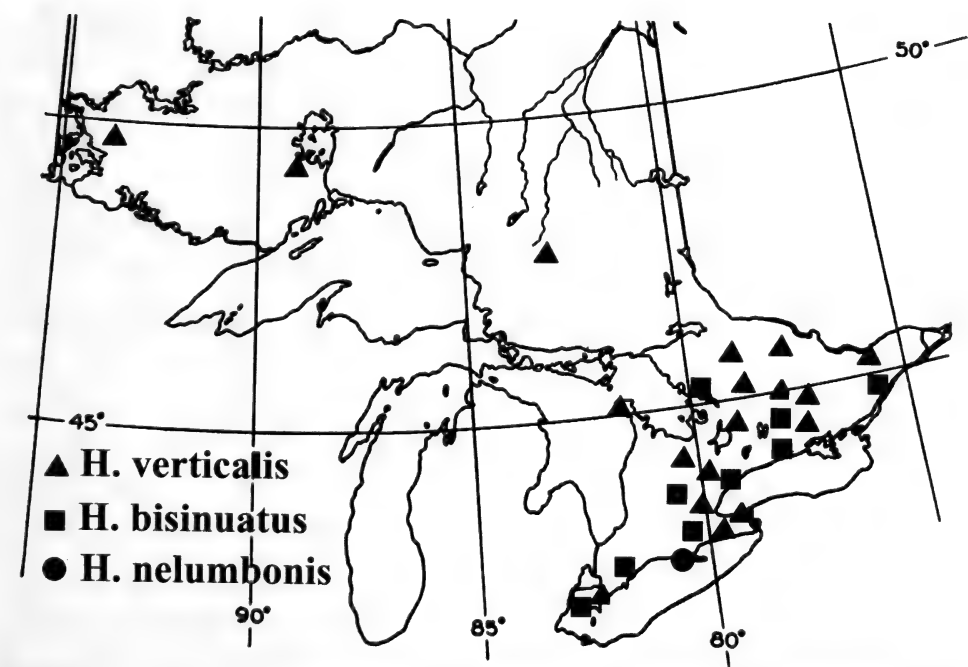 50°
45°
▲ H. verticalis
■ H. bisinuatus
● H. nelumbonis
90°
85°
80°